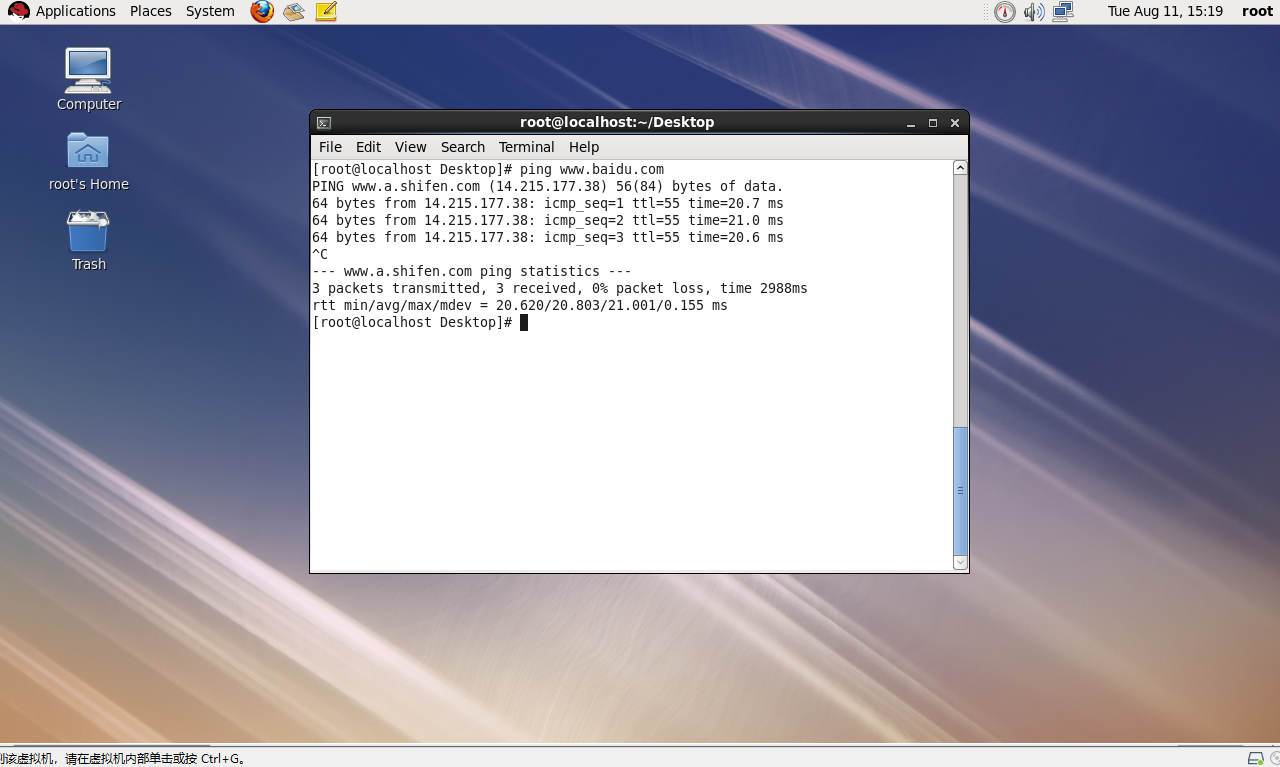 Applications Places System Tue Aug 11, 15:19 root
Computer
root's Home
Trash
root@localhost:~/Desktop
File Edit View Search Terminal Help
[root@localhost Desktop]# ping www.baidu.com
PING www.a.shifen.com (14.215.177.38) 56(84) bytes of data.
64 bytes from 14.215.177.38: icmp_seq=1 ttl=55 time=20.7 ms
64 bytes from 14.215.177.38: icmp_seq=2 ttl=55 time=21.0 ms
64 bytes from 14.215.177.38: icmp_seq=3 ttl=55 time=20.6 ms
^C
--- www.a.shifen.com ping statistics ---
3 packets transmitted, 3 received, 0% packet loss, time 2988ms
rtt min/avg/max/mdev = 20.620/20.803/21.001/0.155 ms
[root@localhost Desktop]#
该虚拟机，请在虚拟机内部单击或按 Ctrl+G。